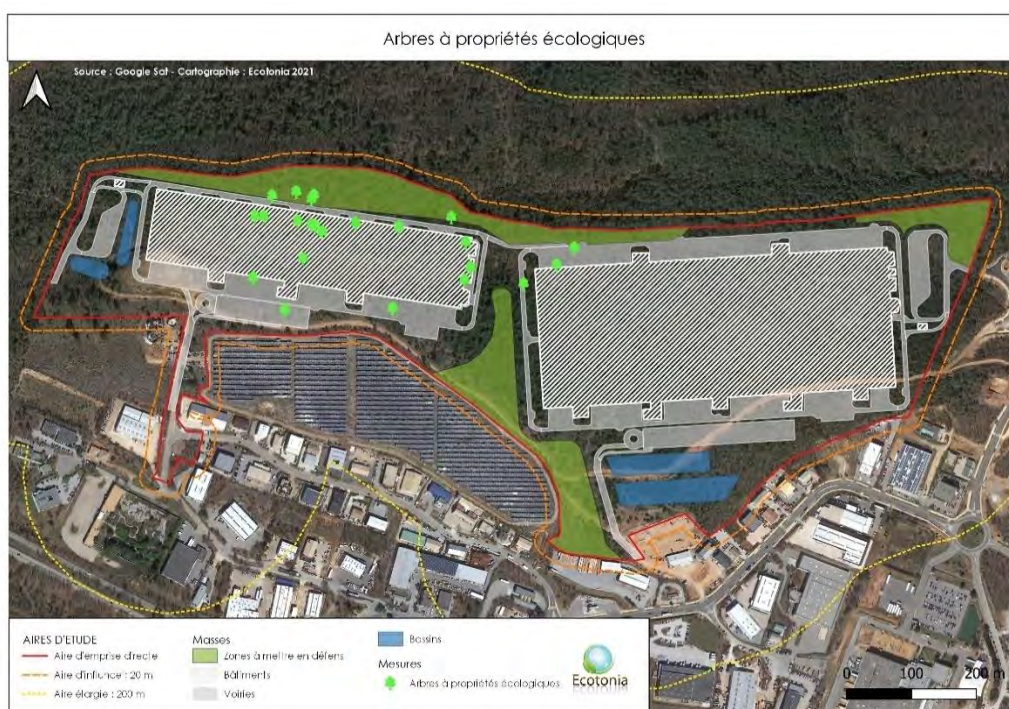 Arbres à propriétés écologiques
Source : Google Sat - Cartographie : Ecotonia 2021
AIRES D'ETUDE
Aire d'emprise directe
Aire d'influnce : 20 m
Aire élargie : 200 m
Masses
Zones à mettre en défens
Bâtiments
Voiries
Bassins
Mesures
Arbres à propriétés écologiques
Ecotonia
0 100 200 m